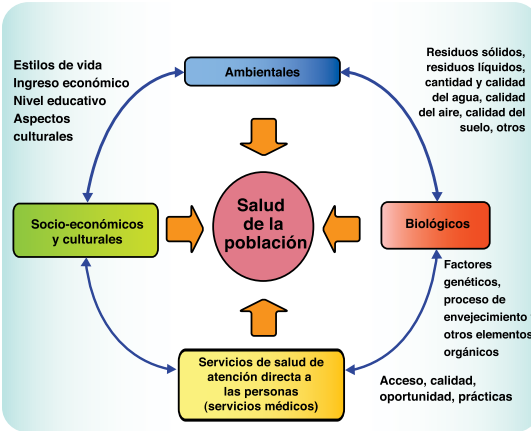 Estilos de vida
Ingreso económico
Nivel educativo
Aspectos
culturales
Ambientales
Residuos sólidos,
residuos líquidos,
cantidad y calidad
del agua, calidad
del aire, calidad del
suelo, otros
Socio-económicos
y culturales
Salud
de la
población
Biológicos
Factores
genéticos,
proceso de
envejecimiento
otros elementos
orgánicos
Servicios de salud de
atención directa a
las personas
(servicios médicos)
Acceso, calidad,
oportunidad, prácticas